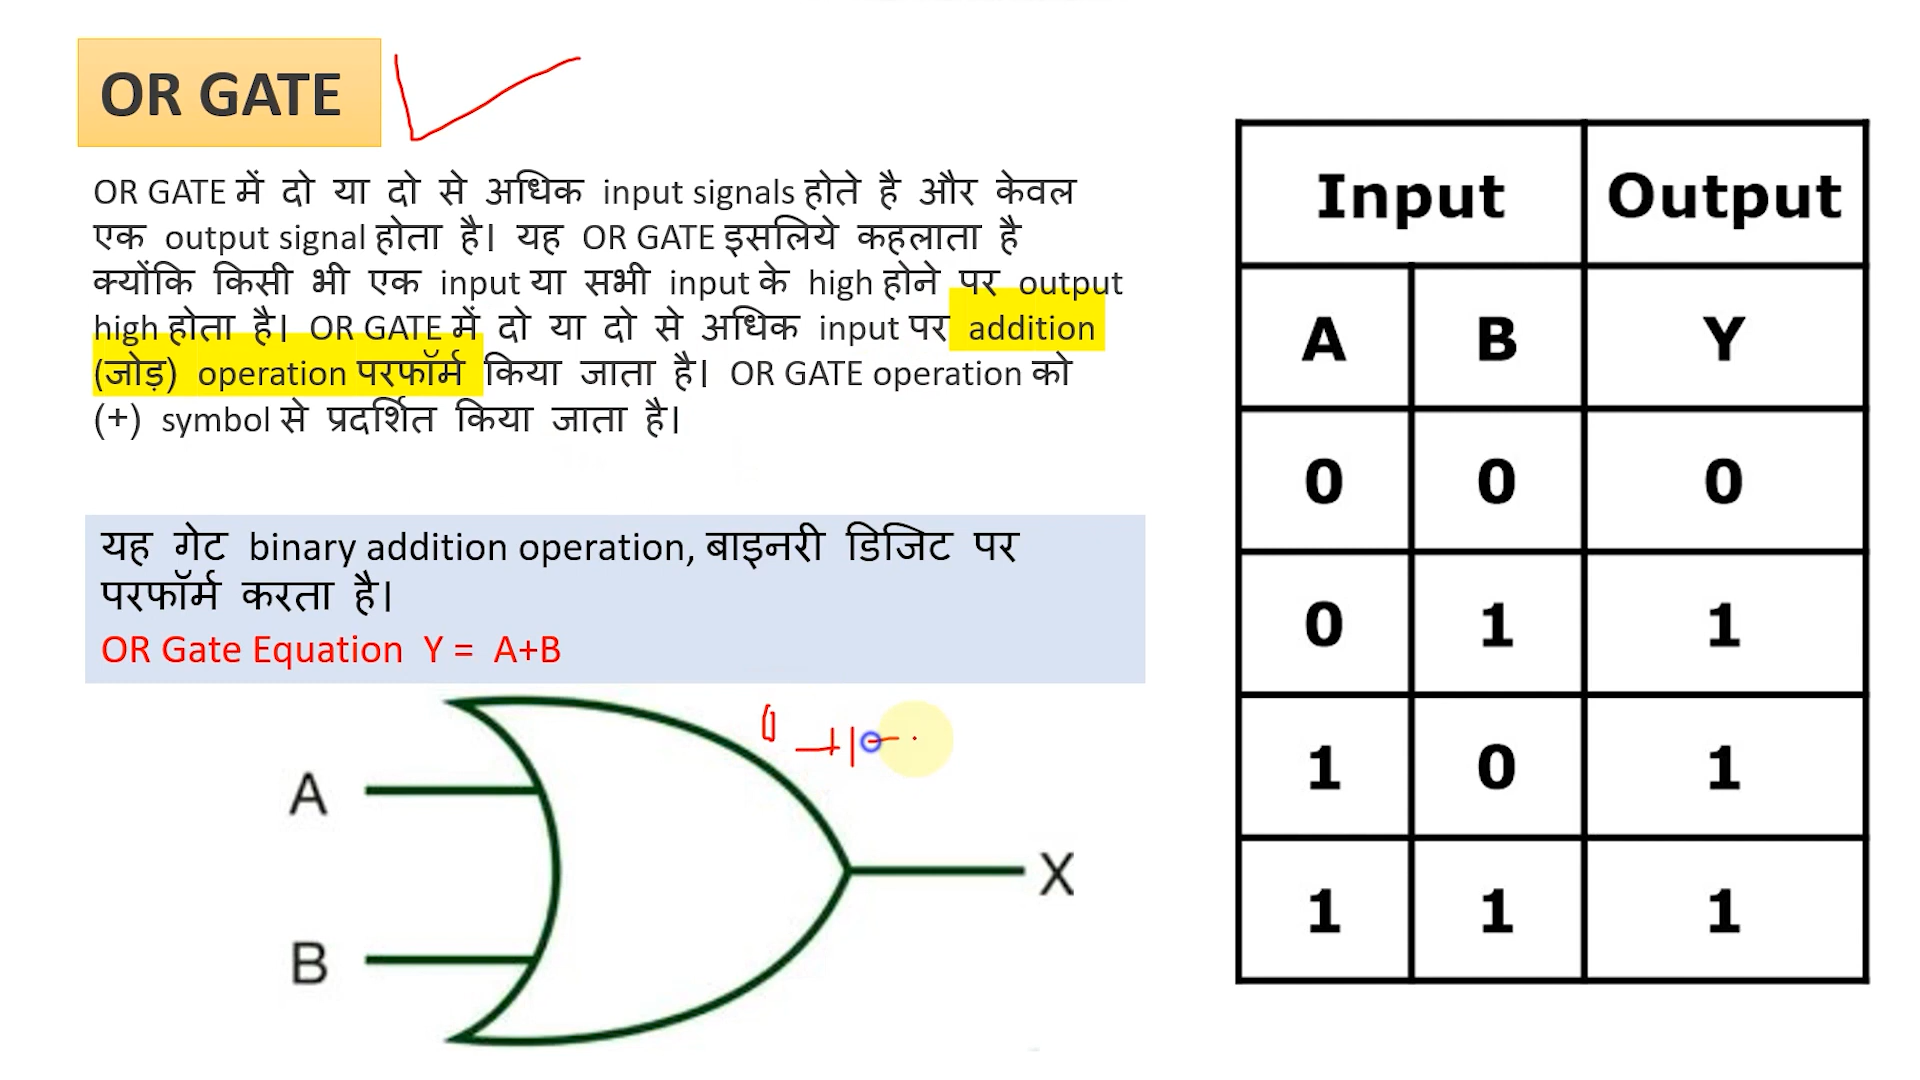 OR GATE
OR GATE में दो या दो से अधिक input signals होते है और केवल
एक output signal होता है। यह OR GATE इसलिये कहलाता है
क्योंकि किसी भी एक input या सभी input के high होने पर output
high होता है। OR GATE में दो या दो से अधिक input पर addition
(जोड़) operation परफॉर्म किया जाता है। OR GATE operation को
(+) symbol से प्रदर्शित किया जाता है।
यह गेट binary addition operation, बाइनरी डिजिट पर
परफॉर्म करता है।
OR Gate Equation Y = A+B
A
B
X
Input Output
A B Y
0 0 0
0 1 1
1 0 1
1 1 1